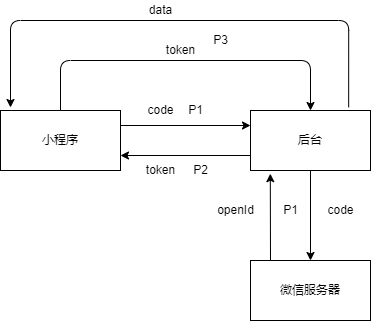 data
token P3
code P1
小程序
后台
token P2
openId P1 code
微信服务器